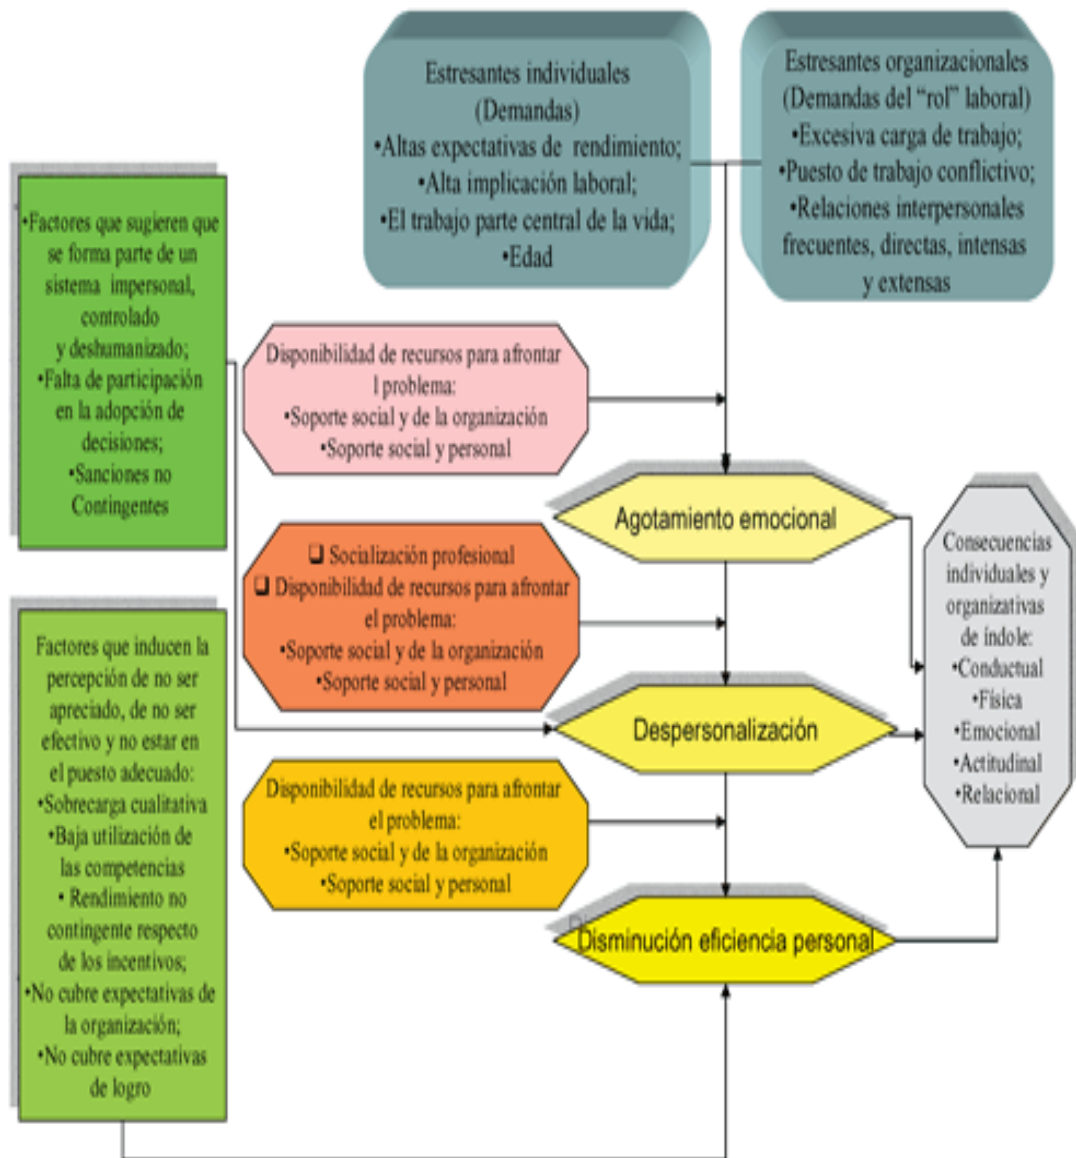 Estresantes individuales
(Demandas)
•Altas expectativas de rendimiento;
•Alta implicación laboral;
•El trabajo parte central de la vida;
•Edad
Estresantes organizacionales
(Demandas del “rol” laboral)
•Excesiva carga de trabajo;
•Puesto de trabajo conflictivo;
•Relaciones interpersonales
frecuentes, directas, intensas
y extensas
•Factores que sugieren que
se forma parte de un
sistema impersonal,
controlado
y deshumanizado;
•Falta de participación
en la adopción de
decisiones;
•Sanciones no
Contingentes
Disponibilidad de recursos para afrontar
l problema:
•Soporte social y de la organización
•Soporte social y personal
Agotamiento emocional
❑ Socialización profesional
❑ Disponibilidad de recursos para afrontar
el problema:
•Soporte social y de la organización
•Soporte social y personal
Consecuencias
individuales y
organizativas
de índole:
•Conductual
•Física
•Emocional
•Actitudinal
•Relacional
Factores que inducen la
percepción de no ser
apreciado, de no ser
efectivo y no estar en
el puesto adecuado:
•Sobrecarga cualitativa
•Baja utilización de
las competencias
• Rendimiento no
contingente respecto
de los incentivos;
•No cubre expectativas de
la organización;
•No cubre expectativas
de logro
Despersonalización
Disponibilidad de recursos para afrontar
el problema:
•Soporte social y de la organización
•Soporte social y personal
Disminución eficiencia personal